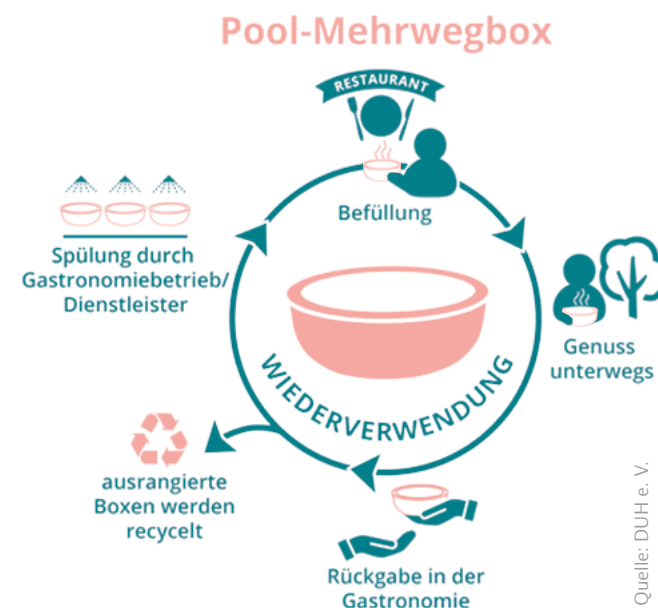 Pool-Mehrwegbox
RESTAURANT
Befüllung
Genuss
unterwegs
Rückgabe in der
Gastronomie
ausrangierte
Boxen werden
recycelt
Spülung durch
Gastronomiebetrieb/
Dienstleister
WIEDERVERWENDUNG
Quelle: DUH e. V.